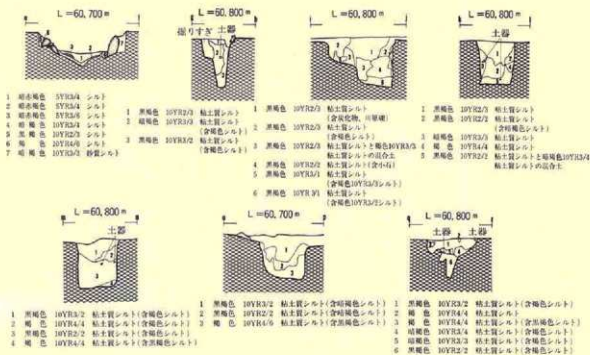 L=60,700m
1 暗赤褐色 5YR3/4 シルト
2 暗赤褐色 5YR3/4 シルト
3 暗赤褐色 5YR3/6 シルト
4 暗褐色 10YR3/4 シルト
5 黒褐色 10YR2/3 シルト
6 褐色 10YR4/6 シルト
7 暗褐色 10YR3/3 砂質シルト
L=60,800m
掘りすぎ 土器
1 黒褐色 10YR2/3 粘土質シルト
2 暗褐色 10YR3/3 粘土質シルト
(含褐色シルト)
3 黒褐色 10YR3/2 粘土質シルト
(含褐色シルト)
L=60,800m
1 黒褐色 10YR2/3 粘土質シルト
2 黒褐色 10YR2/3 粘土質シルト
(含褐色シルト)
3 黒褐色 10YR2/3 粘土質シルトと褐色10YR3/3
粘土質シルトの混合土
4 黒褐色 10YR2/2 粘土質シルト(含小石)
5 黒褐色 10YR3/1 粘土質シルト
(含褐色10YR3/3シルト)
6 黒褐色 10YR3/1 粘土質シルト
(含褐色10YR3/2シルト)
L=60,800m
土器
1 黒褐色 10YR2/3 粘土質シルト
2 黒褐色 10YR2/2 粘土質シルト
(含暗褐色シルト)
3 暗褐色 10YR3/3 粘土質シルト
4 褐色 10YR4/4 粘土質シルト
5 黒褐色 10YR2/2 粘土質シルトと暗褐色10YR3/4
粘土質シルトの混合土
L=60,800m
土器
1 黒褐色 10YR3/2 粘土質シルト(含褐色シルト)
2 褐色 10YR4/4 粘土質シルト(含褐色シルト)
3 黒褐色 10YR2/2 粘土質シルト(含褐色シルト)
4 褐色 10YR4/4 粘土質シルト(含黒褐色シルト)
L=60,700m
1 黒褐色 10YR3/2 粘土質シルト(含暗褐色シルト)
2 黒褐色 10YR2/2 粘土質シルト(含暗褐色シルト)
3 褐色 10YR4/6 粘土質シルト(含黒褐色シルト)
L=60,800m
土器 土器
1 黒褐色 10YR3/2 粘土質シルト(含褐色シルト)
2 褐色 10YR4/4 粘土質シルト
3 褐色 10YR4/4 粘土質シルト(含黒褐色シルト)
4 暗褐色 10YR3/4 粘土質シルト(含褐色シルト)
5 暗褐色 10YR3/3 粘土質シルト(含褐色シルト)
6 黒褐色 10YR2/2 粘土質シルト(含褐色シルト)